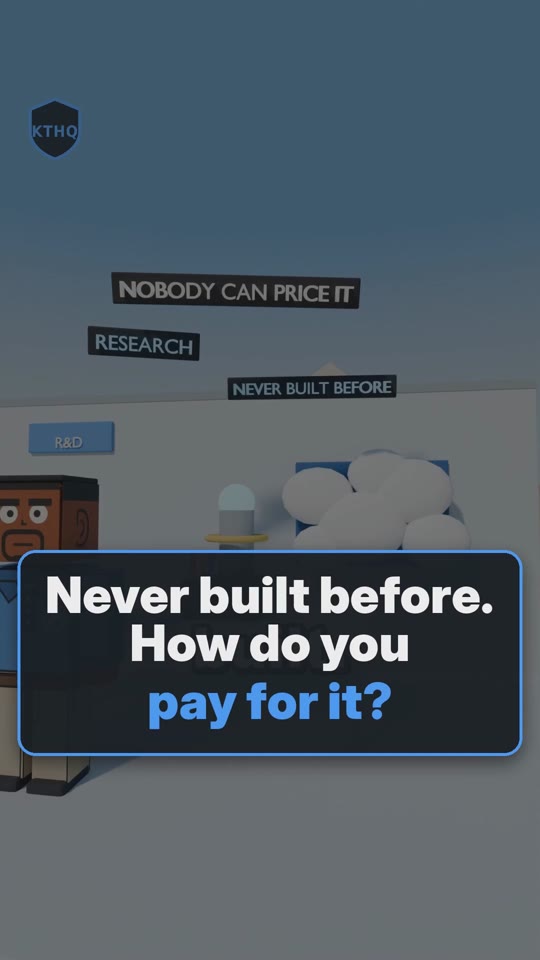 KTHQ
NOBODY CAN PRICE IT
RESEARCH
NEVER BUILT BEFORE
R&D
Never built before.
How do you
pay for it?